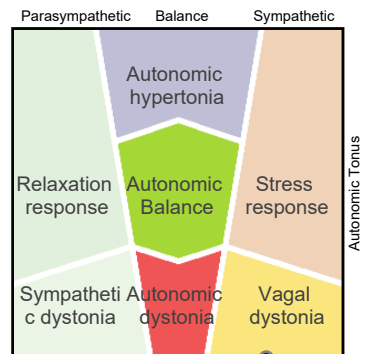 Parasympathetic Balance Sympathetic
Autonomic
hypertonia
Relaxation
response
Autonomic
Balance
Stress
response
Sympatheti
c dystonia
Autonomic
dystonia
Vagal
dystonia
Autonomic Tonus